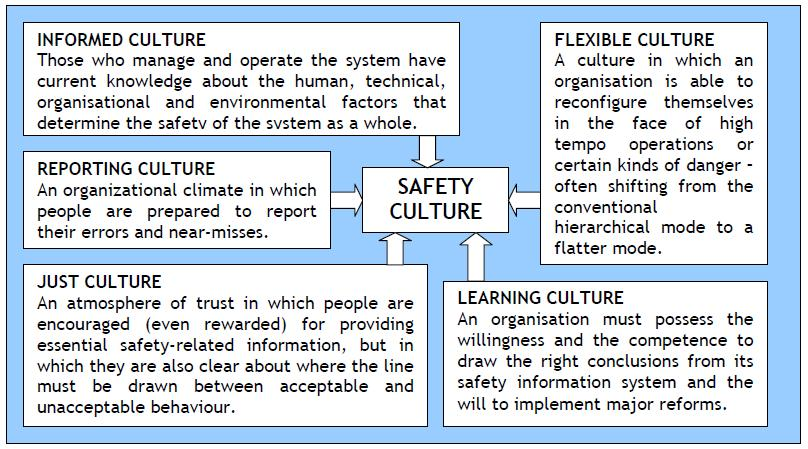 INFORMED CULTURE
Those who manage and operate the system have
current knowledge about the human, technical,
organisational and environmental factors that
determine the safety of the system as a whole.
FLEXIBLE CULTURE
A culture in which an
organisation is able to
reconfigure themselves
in the face of high
tempo operations or
certain kinds of danger –
often shifting from the
conventional
hierarchical mode to a
flatter mode.
REPORTING CULTURE
An organizational climate in which
people are prepared to report
their errors and near-misses.
SAFETY
CULTURE
JUST CULTURE
An atmosphere of trust in which people are
encouraged (even rewarded) for providing
essential safety-related information, but in
which they are also clear about where the line
must be drawn between acceptable and
unacceptable behaviour.
LEARNING CULTURE
An organisation must possess the
willingness and the competence to
draw the right conclusions from its
safety information system and the
will to implement major reforms.